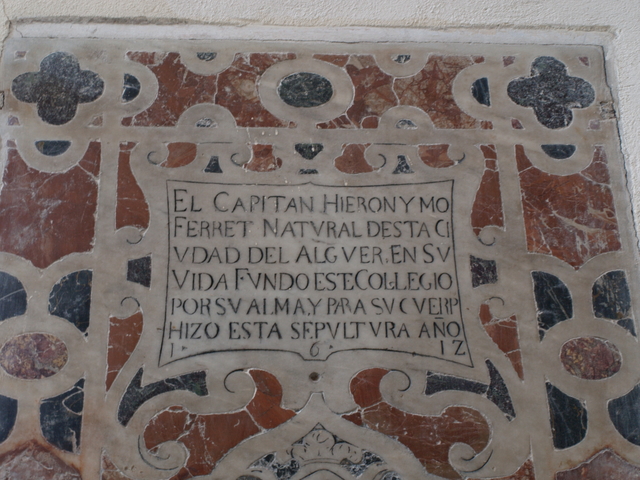 EL CAPITAN HIERONYMO
FERRET NATVRAL DESTA CI
VDAD DEL ALGVER, EN SV
VIDA FVNDO ESTE COLLEGIO
POR SV ALMA, Y PARA SV CVERP
HIZO ESTA SEPVLTVRA AÑO
1 · 6 · 1Z